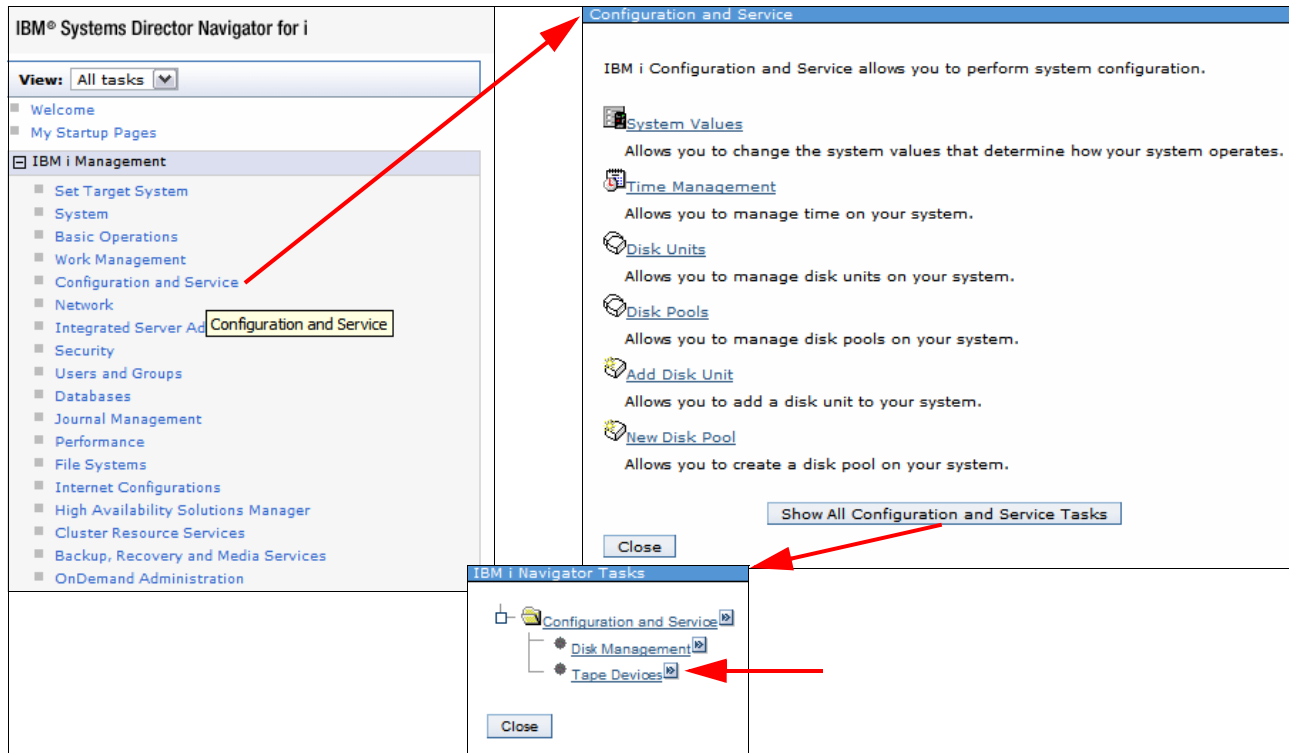 IBM® Systems Director Navigator for i
View: All tasks
Welcome
My Startup Pages
IBM i Management
Set Target System
System
Basic Operations
Work Management
Configuration and Service
Network
Integrated Server Ad
Configuration and Service
Security
Users and Groups
Databases
Journal Management
Performance
File Systems
Internet Configurations
High Availability Solutions Manager
Cluster Resource Services
Backup, Recovery and Media Services
OnDemand Administration
Configuration and Service
IBM i Configuration and Service allows you to perform system configuration.
System Values
Allows you to change the system values that determine how your system operates.
Time Management
Allows you to manage time on your system.
Disk Units
Allows you to manage disk units on your system.
Disk Pools
Allows you to manage disk pools on your system.
Add Disk Unit
Allows you to add a disk unit to your system.
New Disk Pool
Allows you to create a disk pool on your system.
Show All Configuration and Service Tasks
Close
IBM i Navigator Tasks
Configuration and Service
Disk Management
Tape Devices
Close